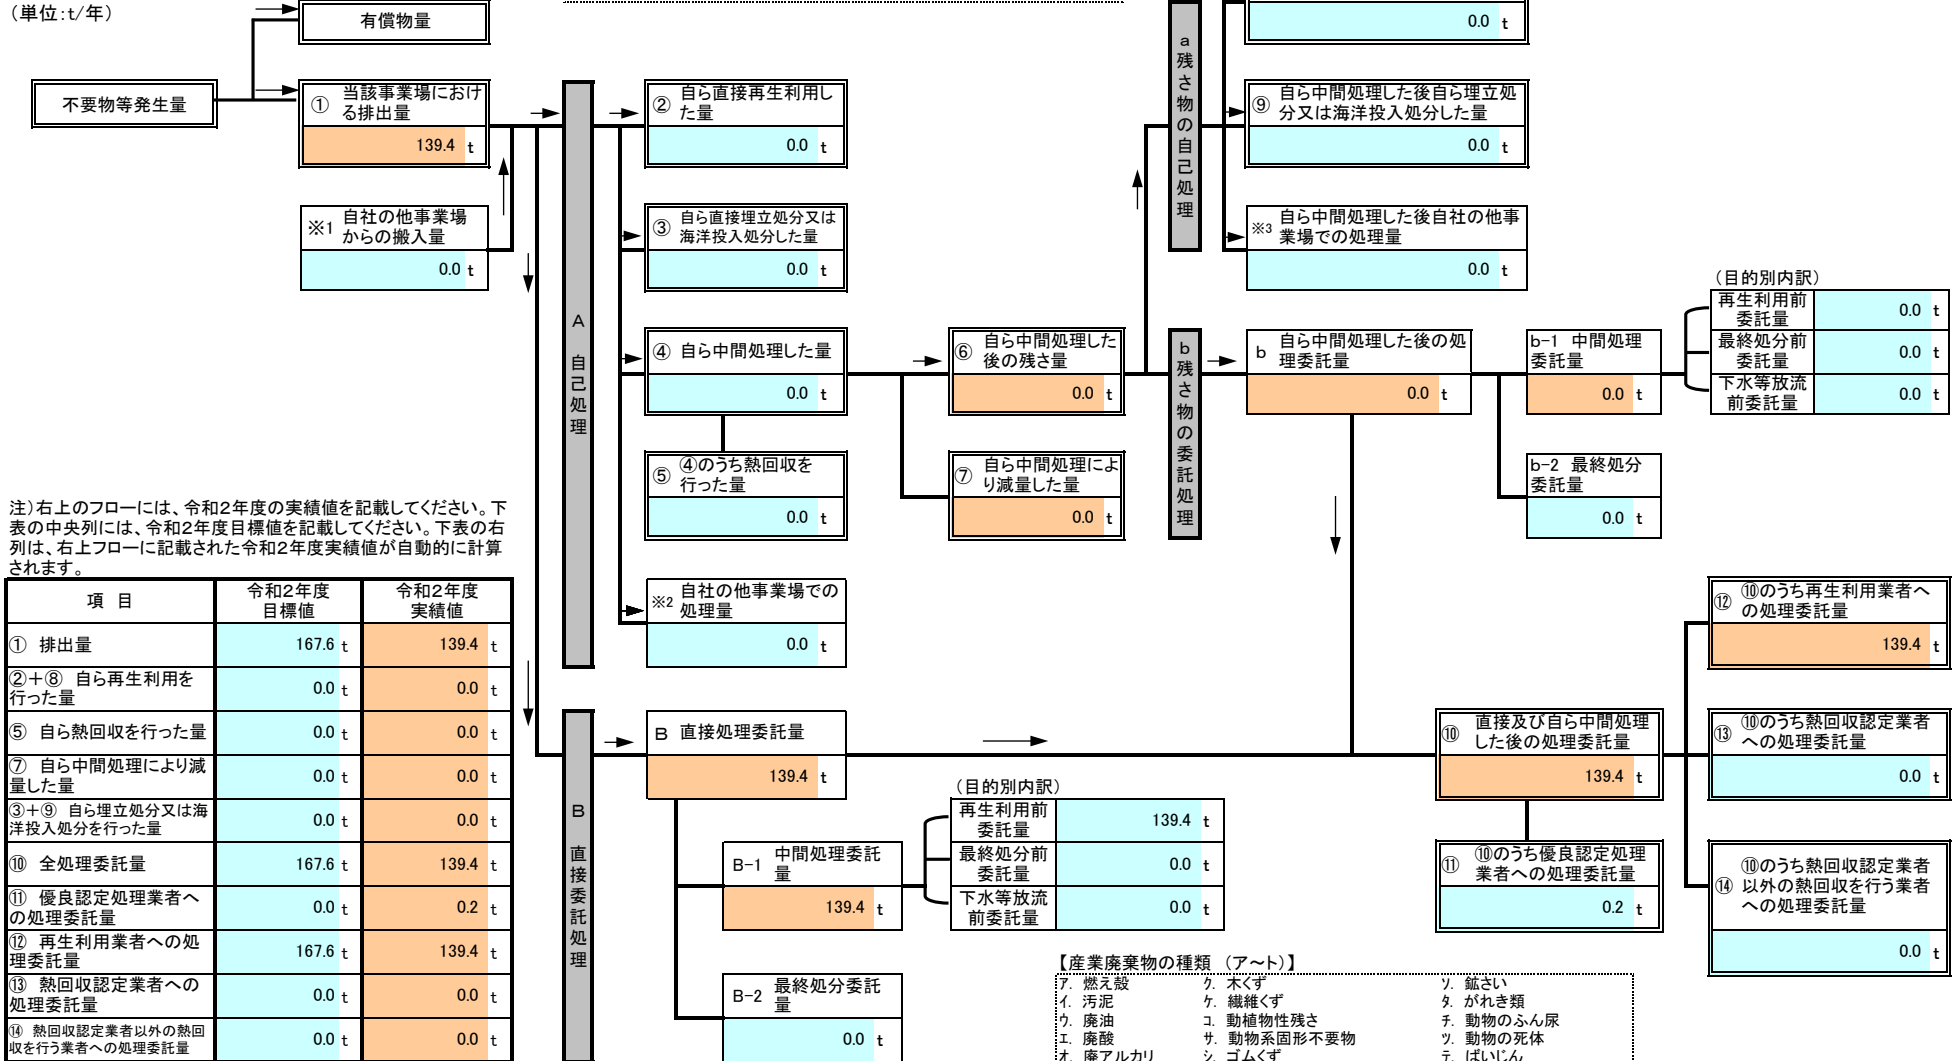 （単位:t/年）
有償物量
不要物等発生量
① 当該事業場におけ
る排出量
139.4 t
※1 自社の他事業場
からの搬入量
0.0 t
A 自己処理
② 自ら直接再生利用し
た量
0.0 t
③ 自ら直接埋立処分又は
海洋投入処分した量
0.0 t
④ 自ら中間処理した量
0.0 t
⑤ ④のうち熱回収を
行った量
0.0 t
※2 自社の他事業場での
処理量
0.0 t
⑥ 自ら中間処理した
後の残さ量
0.0 t
⑦ 自ら中間処理によ
り減量した量
0.0 t
a 残さ物の自己処理
0.0 t
⑨ 自ら中間処理した後自ら埋立処
分又は海洋投入処分した量
0.0 t
※3 自ら中間処理した後自社の他事
業場での処理量
0.0 t
b 残さ物の委託処理
b 自ら中間処理した後の処
理委託量
0.0 t
b-1 中間処理
委託量
0.0 t
b-2 最終処分
委託量
0.0 t
（目的別内訳）
再生利用前
委託量
0.0 t
最終処分前
委託量
0.0 t
下水等放流
前委託量
0.0 t
注）右上のフローには、令和2年度の実績値を記載してください。下
表の中央列には、令和2年度目標値を記載してください。下表の右
列は、右上フローに記載された令和2年度実績値が自動的に計算
されます。
項 目 令和2年度 令和2年度
目標値 実績値
① 排出量 167.6 t 139.4 t
②＋⑧ 自ら再生利用を
行った量 0.0 t 0.0 t
⑤ 自ら熱回収を行った量 0.0 t 0.0 t
⑦ 自ら中間処理により減
量した量 0.0 t 0.0 t
③＋⑨ 自ら埋立処分又は海
洋投入処分を行った量 0.0 t 0.0 t
⑩ 全処理委託量 167.6 t 139.4 t
⑪ 優良認定処理業者へ
の処理委託量 0.0 t 0.2 t
⑫ 再生利用業者への処
理委託量 167.6 t 139.4 t
⑬ 熱回収認定業者への
処理委託量 0.0 t 0.0 t
⑭ 熱回収認定業者以外の熱回
収を行う業者への処理委託量 0.0 t 0.0 t
B 直接委託処理
B 直接処理委託量
139.4 t
B-1 中間処理委託
量
139.4 t
B-2 最終処分委託
量
0.0 t
（目的別内訳）
再生利用前
委託量
139.4 t
最終処分前
委託量
0.0 t
下水等放流
前委託量
0.0 t
⑩ 直接及び自ら中間処理
した後の処理委託量
139.4 t
⑪ ⑩のうち優良認定処理
業者への処理委託量
0.2 t
⑫ ⑩のうち再生利用業者へ
の処理委託量
139.4 t
⑬ ⑩のうち熱回収認定業者
への処理委託量
0.0 t
⑭ ⑩のうち熱回収認定業者
以外の熱回収を行う業者
への処理委託量
0.0 t
【産業廃棄物の種類 （ア～ト）】
ア. 燃え殻 ク. 木くず ソ. 鉱さい
イ. 汚泥 ケ. 繊維くず タ. がれき類
ウ. 廃油 コ. 動植物性残さ チ. 動物のふん尿
エ. 廃酸 サ. 動物系固形不要物 ツ. 動物の死体
オ. 廃アルカリ シ. ゴムくず テ. ばいじん